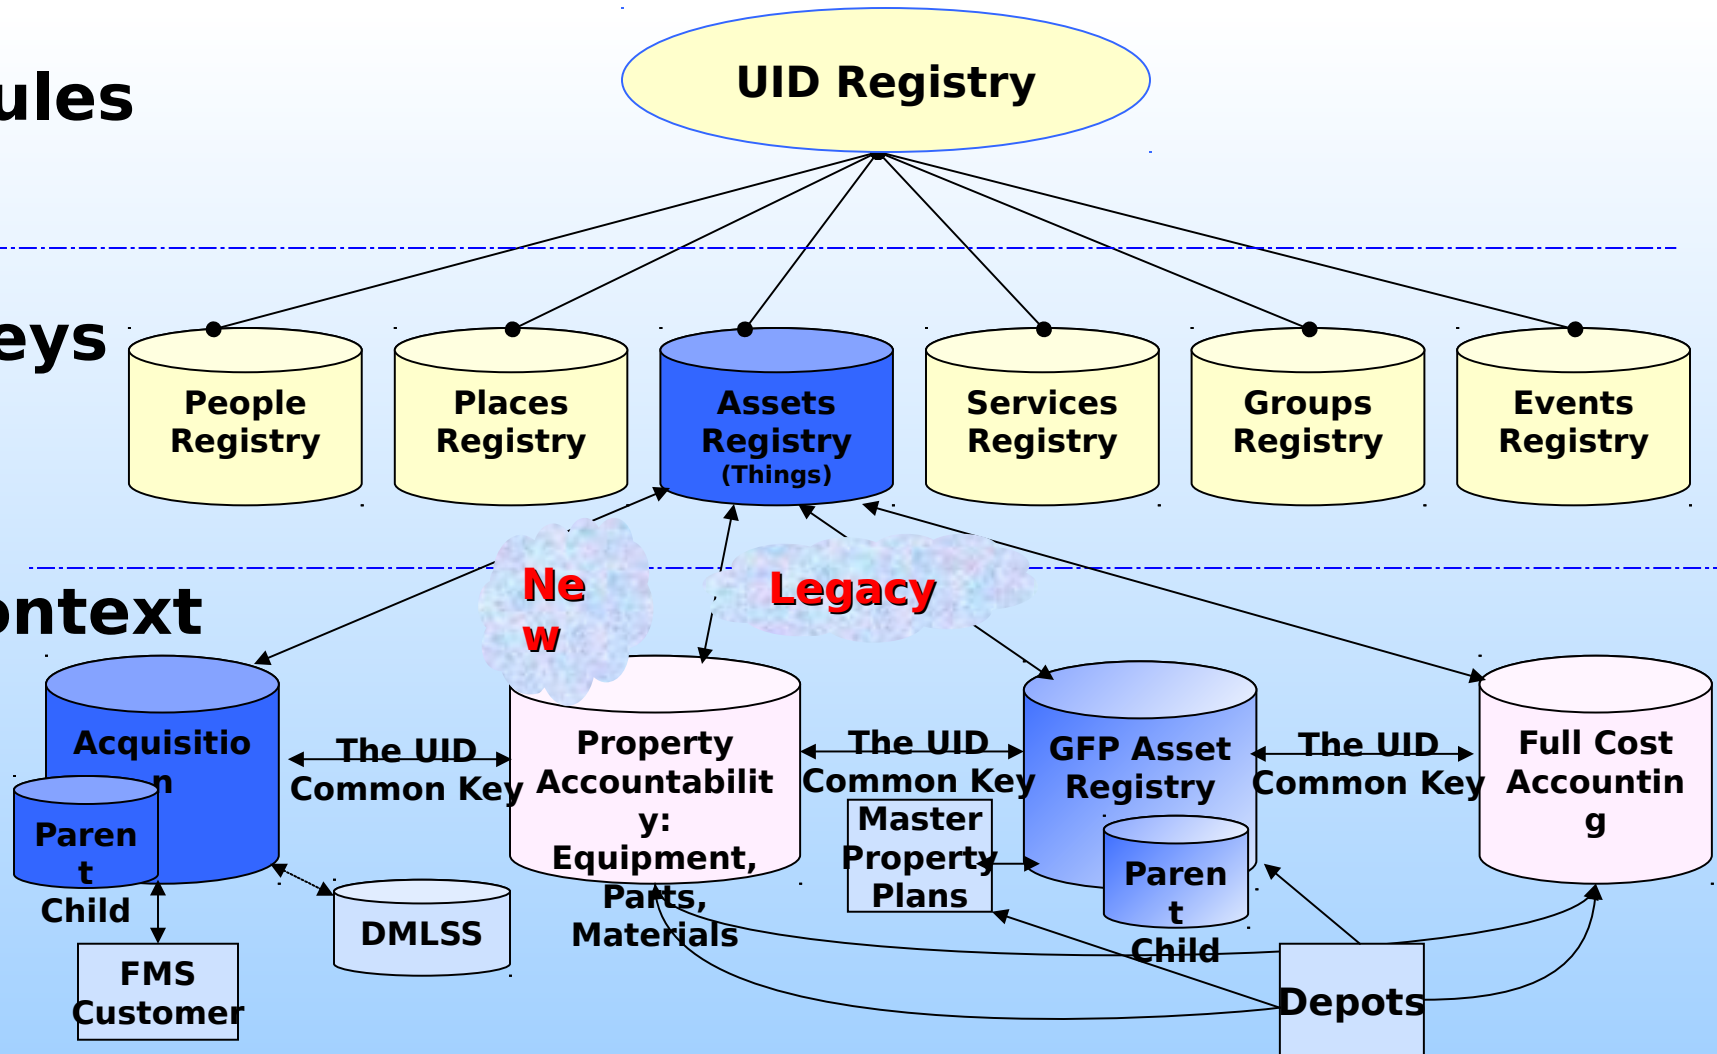 UID Registry
ules
eys
People
Registry
Places
Registry
Assets
Registry
(Things)
Services
Registry
Groups
Registry
Events
Registry
Ne
w
Legacy
ontext
Acquisitio
n
Paren
t
Child
The UID
Common Key
Property
Accountabilit
y:
Equipment,
Parts,
Materials
The UID
Common Key
Master
Property
Plans
GFP Asset
Registry
Paren
t
Child
The UID
Common Key
Full Cost
Accountin
g
DMLSS
FMS
Customer
Depots